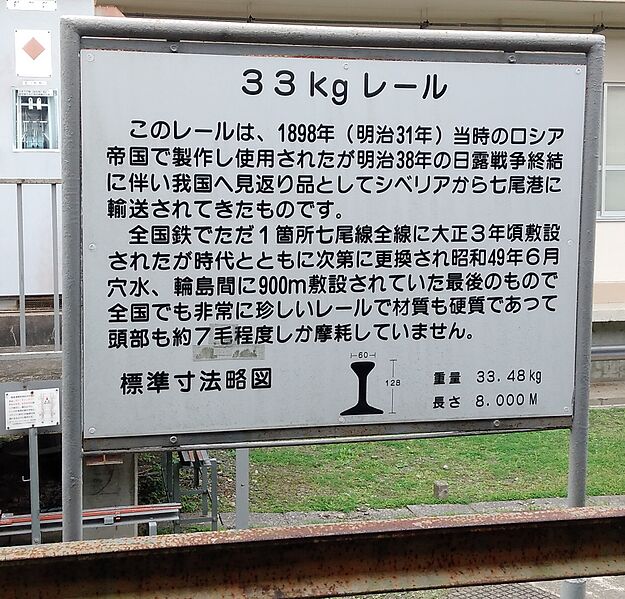 33kgレール
このレールは、1898年(明治31年)当時のロシア
帝国で製作し使用されたが明治38年の日露戦争終結
に伴い我国へ見返り品としてシベリアから七尾港に
輸送されてきたものです。
全国鉄でただ1箇所七尾線全線に大正3年頃敷設
されたが時代とともに次第に更換され昭和49年6月
穴水、輪島間に900m敷設されていた最後のもので
全国でも非常に珍しいレールで材質も硬質であつて
頭部も約7毛程度しか摩耗していません。
標準寸法略図
60
128
重量 33.48kg
長さ 8.000M